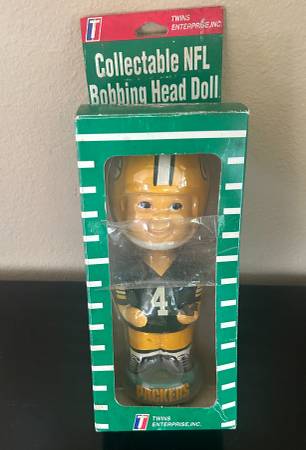 T
TWINS
ENTERPRISE, INC.
Collectable NFL
Bobbing Head Doll
4
PACKERS
T
TWINS
ENTERPRISE, INC.